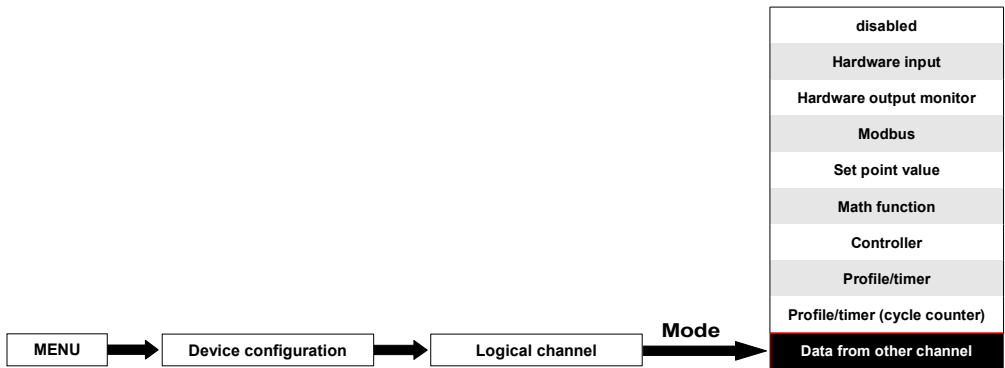 disabled
Hardware input
Hardware output monitor
Modbus
Set point value
Math function
Controller
Profile/timer
Profile/timer (cycle counter)
MENU
Device configuration
Logical channel
Mode
Data from other channel